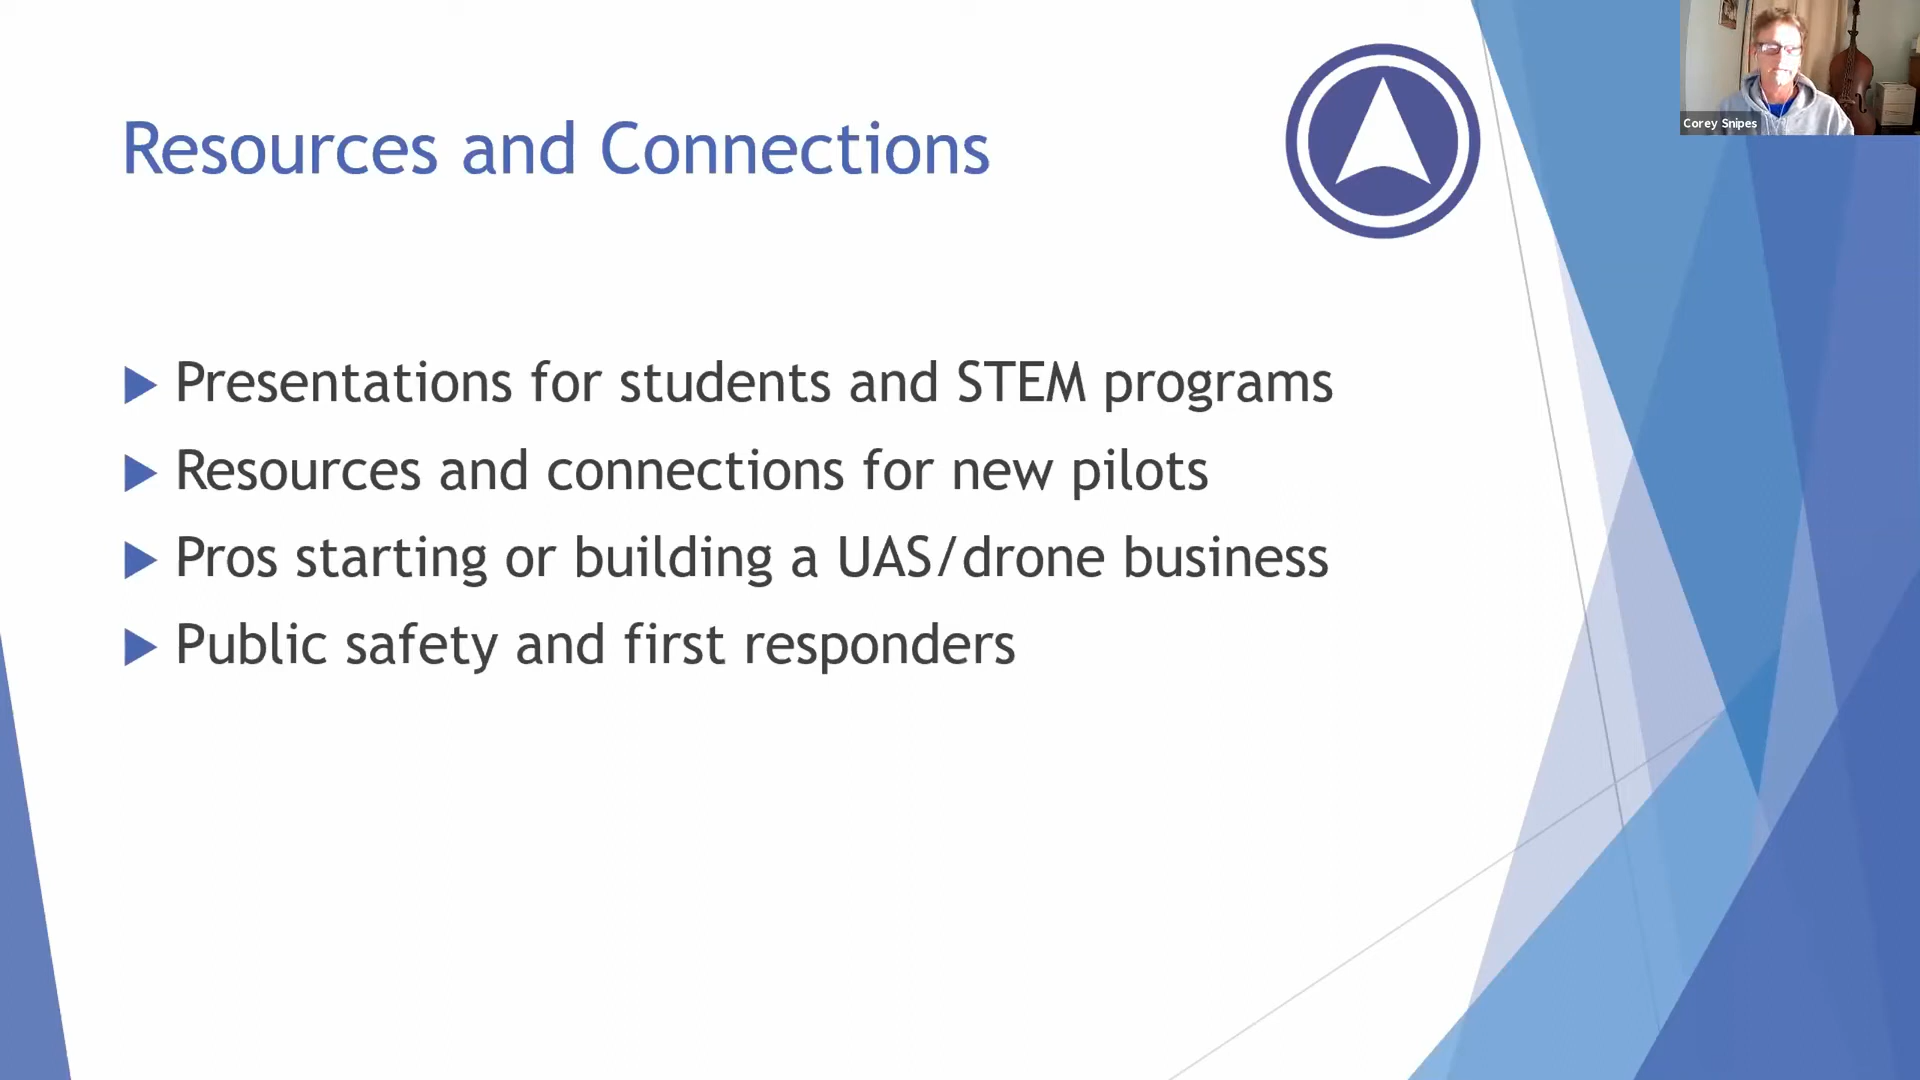 Resources and Connections
Presentations for students and STEM programs
Resources and connections for new pilots
Pros starting or building a UAS/drone business
Public safety and first responders
Corey Snipes